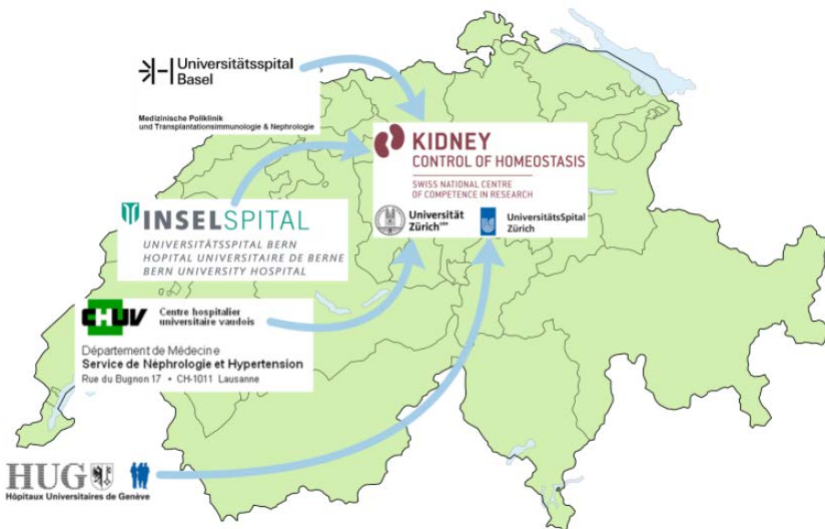 Universitätsspital
Basel
Medizinische Poliklinik
und Transplantationsimmunologie & Nephrologie
KIDNEY
CONTROL OF HOMEOSTASIS
SWISS NATIONAL CENTRE
OF COMPETENCE IN RESEARCH
Universität
Zürich
UniversitätsSpital
Zürich
INSELSPITAL
UNIVERSITÄTSSPITAL BERN
HOPITAL UNIVERSITAIRE DE BERNE
BERN UNIVERSITY HOSPITAL
CHUV
Centre hospitalier
universitaire vaudois
Département de Médecine
Service de Néphrologie et Hypertension
Rue du Bugnon 17 • CH-1011 Lausanne
HUG
Hôpitaux Universitaires de Genève